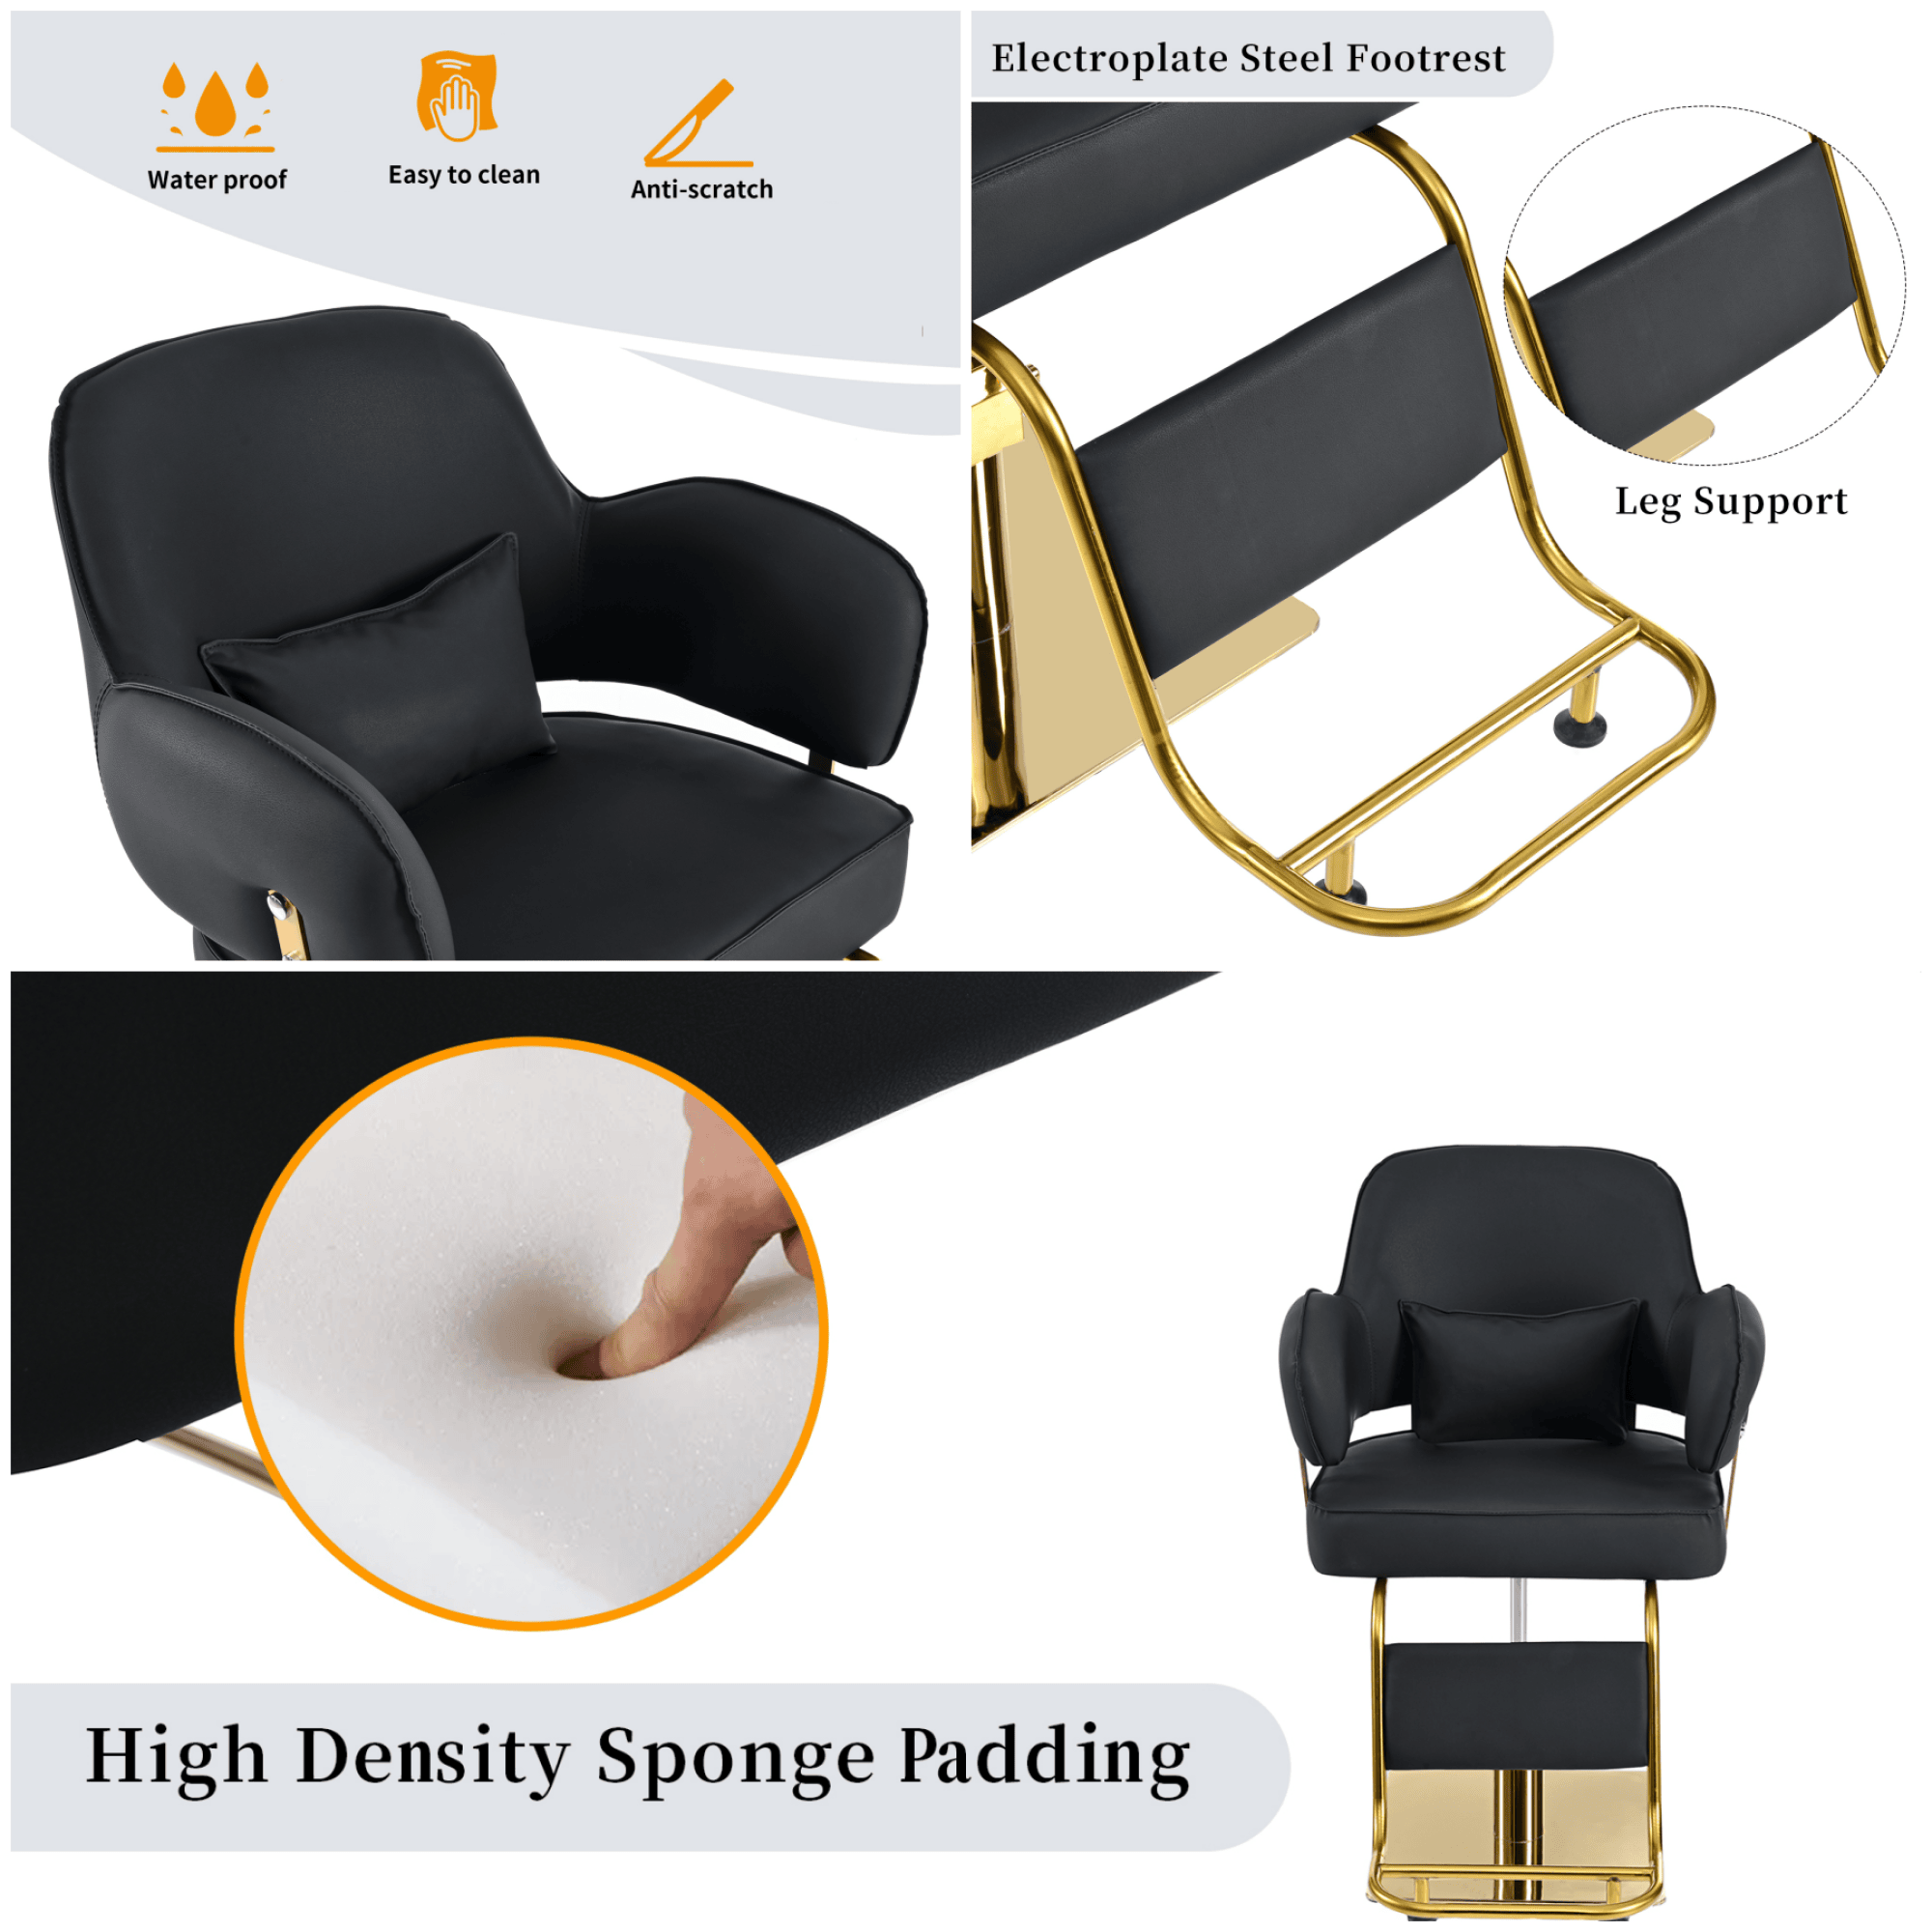 Water proof
Easy to clean
Anti-scratch
Electroplate Steel Footrest
Leg Support
High Density Sponge Padding